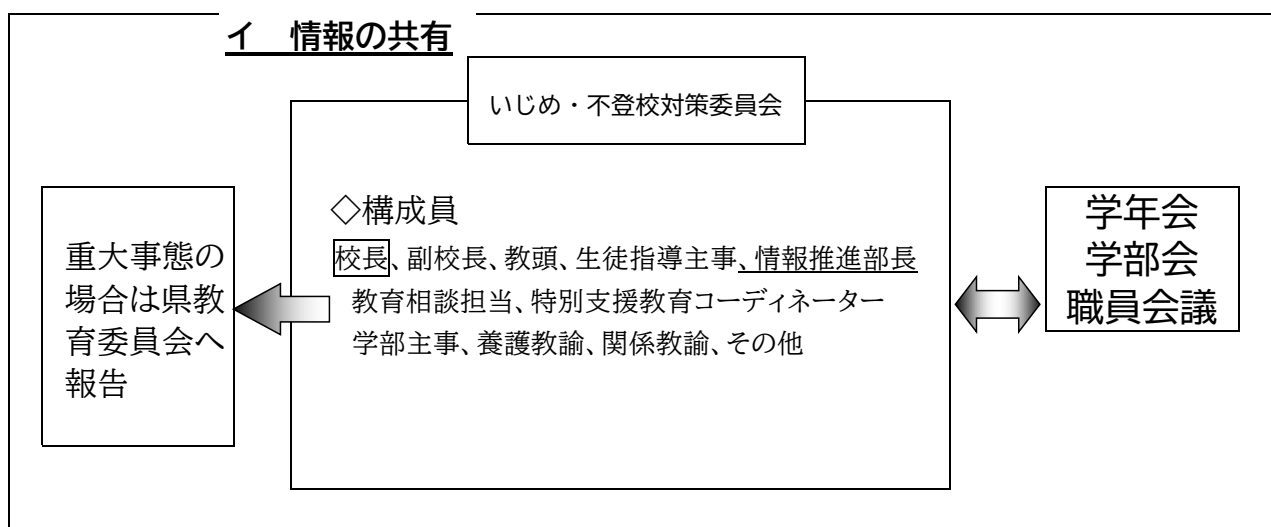 イ 情報の共有
いじめ・不登校対策委員会
重大事態の
場合は県教
育委員会へ
報告
◇構成員
校長、副校長、教頭、生徒指導主事、情報推進部長
教育相談担当、特別支援教育コーディネーター
学部主事、養護教諭、関係教諭、その他
学年会
学部会
職員会議